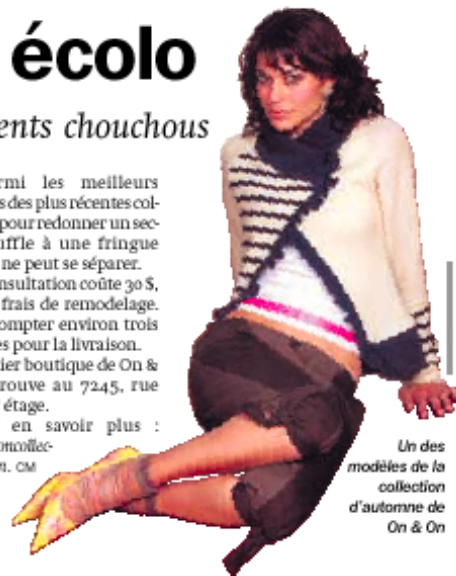 écolo
ents chouchous
rmi les meilleurs
s des plus récentes col-
pour redonner un sec-
uffle à une fringue
ne peut se séparer.
nsultation coûte 30 $,
frais de remodelage.
ompter environ trois
es pour la livraison.
ier boutique de On &
rouve au 7245, rue
étage.
en savoir plus :
oncollec-
n. CM
Un des
modèles de la
collection
d'automne de
On & On